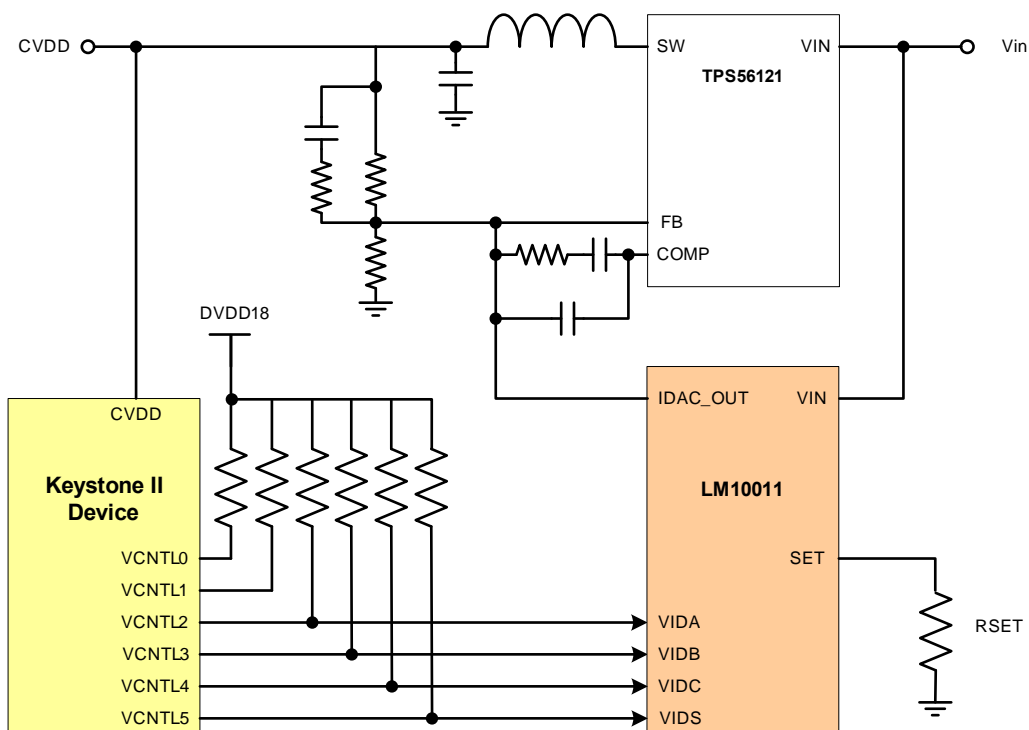 CVDD
SW
VIN
Vin
TPS56121
FB
COMP
DVDD18
CVDD
IDAC_OUT
VIN
Keystone II
Device
LM10011
VCNTL0
SET
VCNTL1
VCNTL2
VIDA
RSET
VCNTL3
VIDB
VCNTL4
VIDC
VCNTL5
VIDS